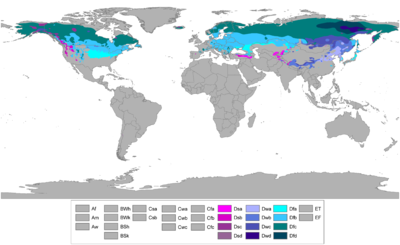 Af BWh Csa Cwa Cfa Dsa Dwa Dfa ET
Am BWk Csb Cwb Cfb Dsb Dwb Dfb EF
Aw BSh Cwc Cfc Dsc Dwc Dfc
BSk Dsd Dwd Dfd